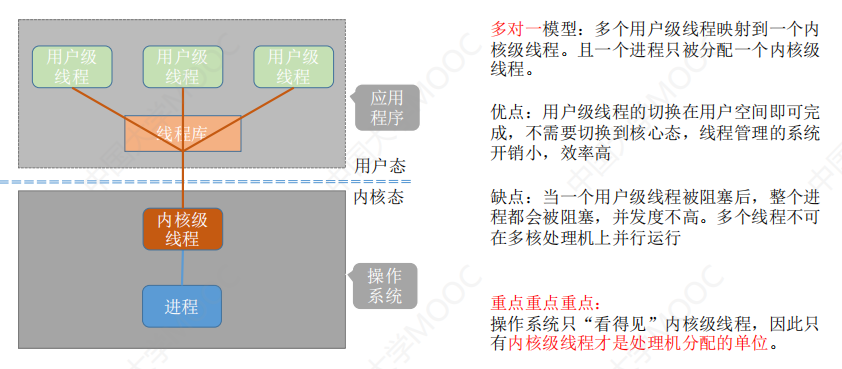 用户级
线程
用户级
线程
用户级
线程
线程库
应用
程序
用户态
内核态
内核级
线程
进程
操作
系统
多对一模型：多个用户级线程映射到一个内
核级线程。且一个进程只被分配一个内核级
线程。
优点：用户级线程的切换在用户空间即可完
成，不需要切换到核心态，线程管理的系统
开销小，效率高
缺点：当一个用户级线程被阻塞后，整个进
程都会被阻塞，并发度不高。多个线程不可
在多核处理机上并行运行
重点重点重点：
操作系统只“看得见”内核级线程，因此只
有内核级线程才是处理机分配的单位。
中国大学MOOC